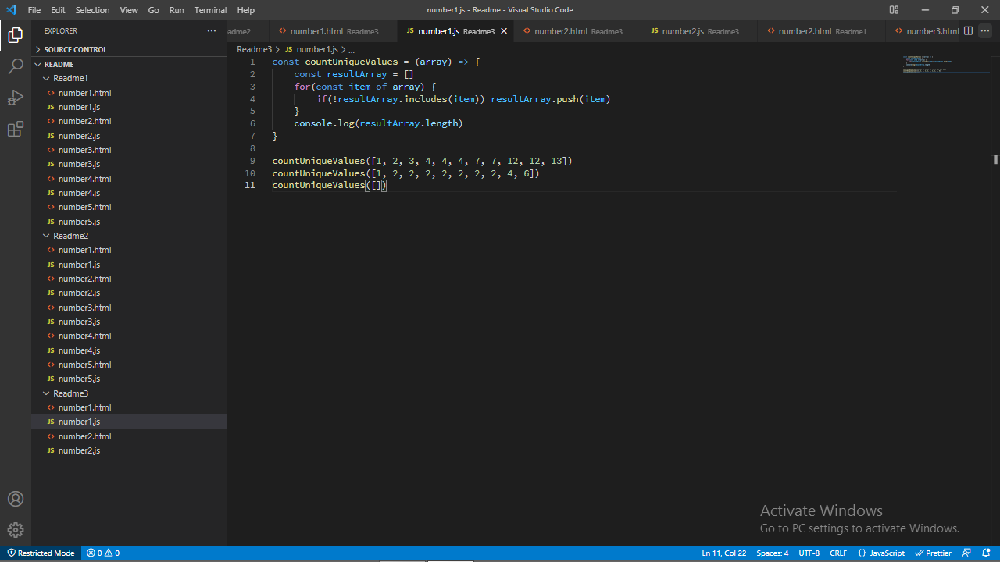 File Edit Selection View Go Run Terminal Help number1.js - Readme - Visual Studio Code
EXPLORER
SOURCE CONTROL
README
Readme1
number1.html
JS number1.js
number2.html
JS number2.js
number3.html
JS number3.js
number4.html
JS number4.js
number5.html
JS number5.js
Readme2
number1.html
JS number1.js
number2.html
JS number2.js
number3.html
JS number3.js
number4.html
JS number4.js
number5.html
JS number5.js
Readme3
number1.html
JS number1.js
number2.html
JS number2.js
eadme2 number1.html Readme3 JS number1.js Readme3 number2.html Readme3 JS number2.js Readme3 number2.html Readme1 number3.html
Readme3 > JS number1.js > ...
1 const countUniqueValues = (array) => {
2 const resultArray = []
3 for(const item of array) {
4 if(!resultArray.includes(item)) resultArray.push(item)
5 }
6 console.log(resultArray.length)
7 }
8
9 countUniqueValues([1, 2, 3, 4, 4, 4, 7, 7, 12, 12, 13])
10 countUniqueValues([1, 2, 2, 2, 2, 2, 2, 2, 4, 6])
11 countUniqueValues([])
Activate Windows
Go to PC settings to activate Windows.
Restricted Mode 0 0 Ln 11, Col 22 Spaces: 4 UTF-8 CRLF {} JavaScript Prettier